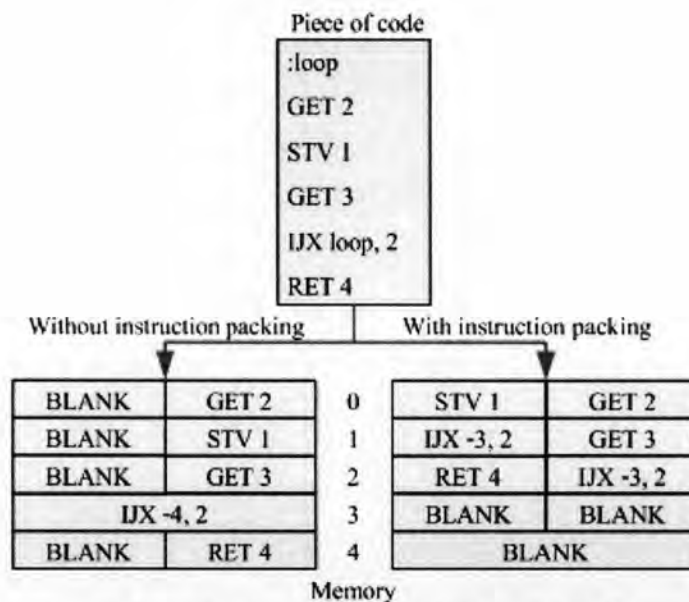 Piece of code
:loop
GET 2
STV 1
GET 3
IJX loop, 2
RET 4
Without instruction packing With instruction packing
BLANK GET 2 0 STV 1 GET 2
BLANK STV 1 1 IJX -3, 2 GET 3
BLANK GET 3 2 RET 4 IJX -3, 2
IJX -4, 2 3 BLANK BLANK
BLANK RET 4 4 BLANK
Memory